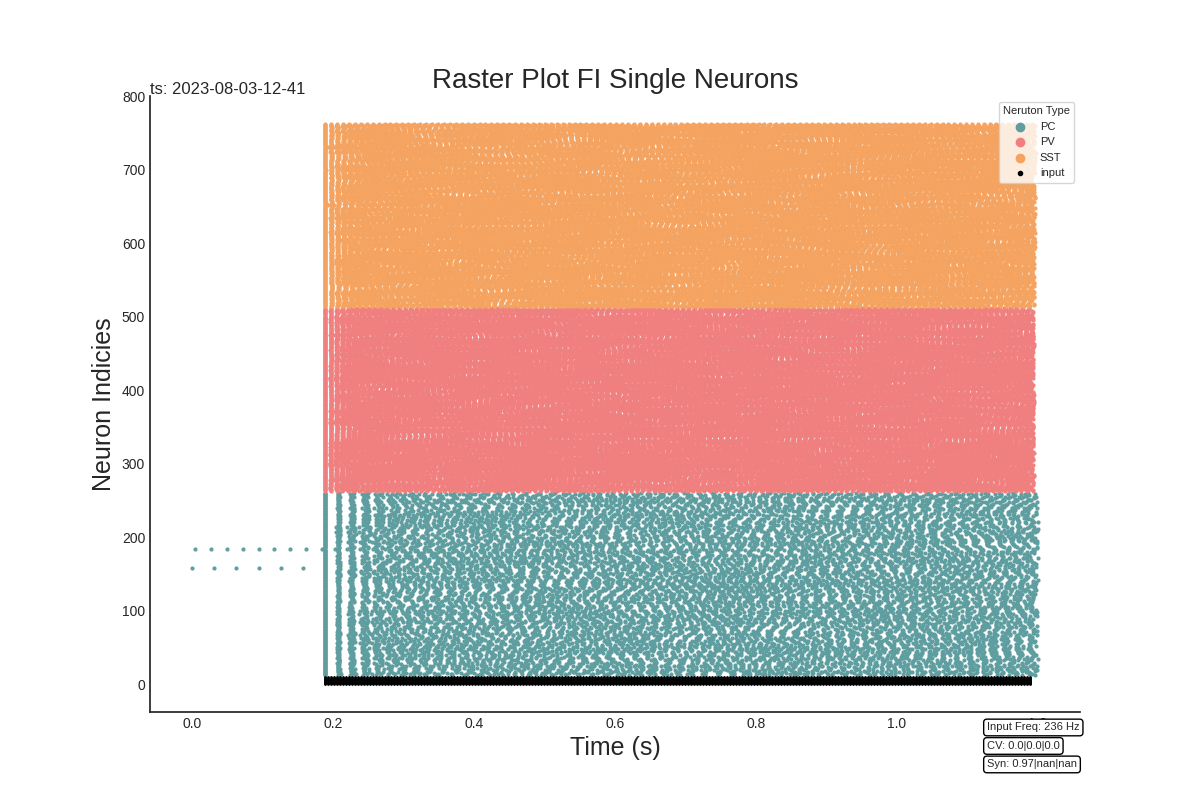 Raster Plot FI Single Neurons
ts: 2023-08-03-12-41
Neruton Type
PC
PV
SST
input
Neuron Indicies
800
700
600
500
400
300
200
100
0
0.0
0.2
0.4
0.6
0.8
1.0
Time (s)
Input Freq: 236 Hz
CV: 0.0|0.0|0.0
Syn: 0.97|nan|nan